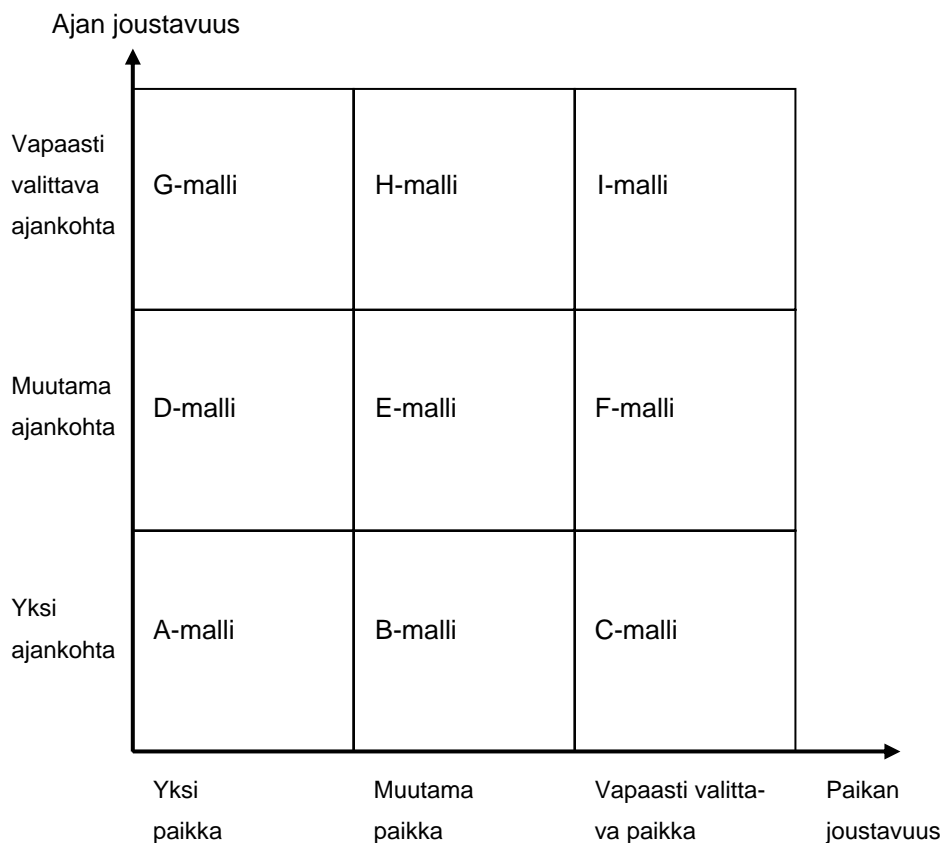 Ajan joustavuus
Vapaasti
valittava
ajankohta
G-malli
H-malli
I-malli
Muutama
ajankohta
D-malli
E-malli
F-malli
Yksi
ajankohta
A-malli
B-malli
C-malli
Yksi
paikka
Muutama
paikka
Vapaasti valitta-
va paikka
Paikan
joustavuus